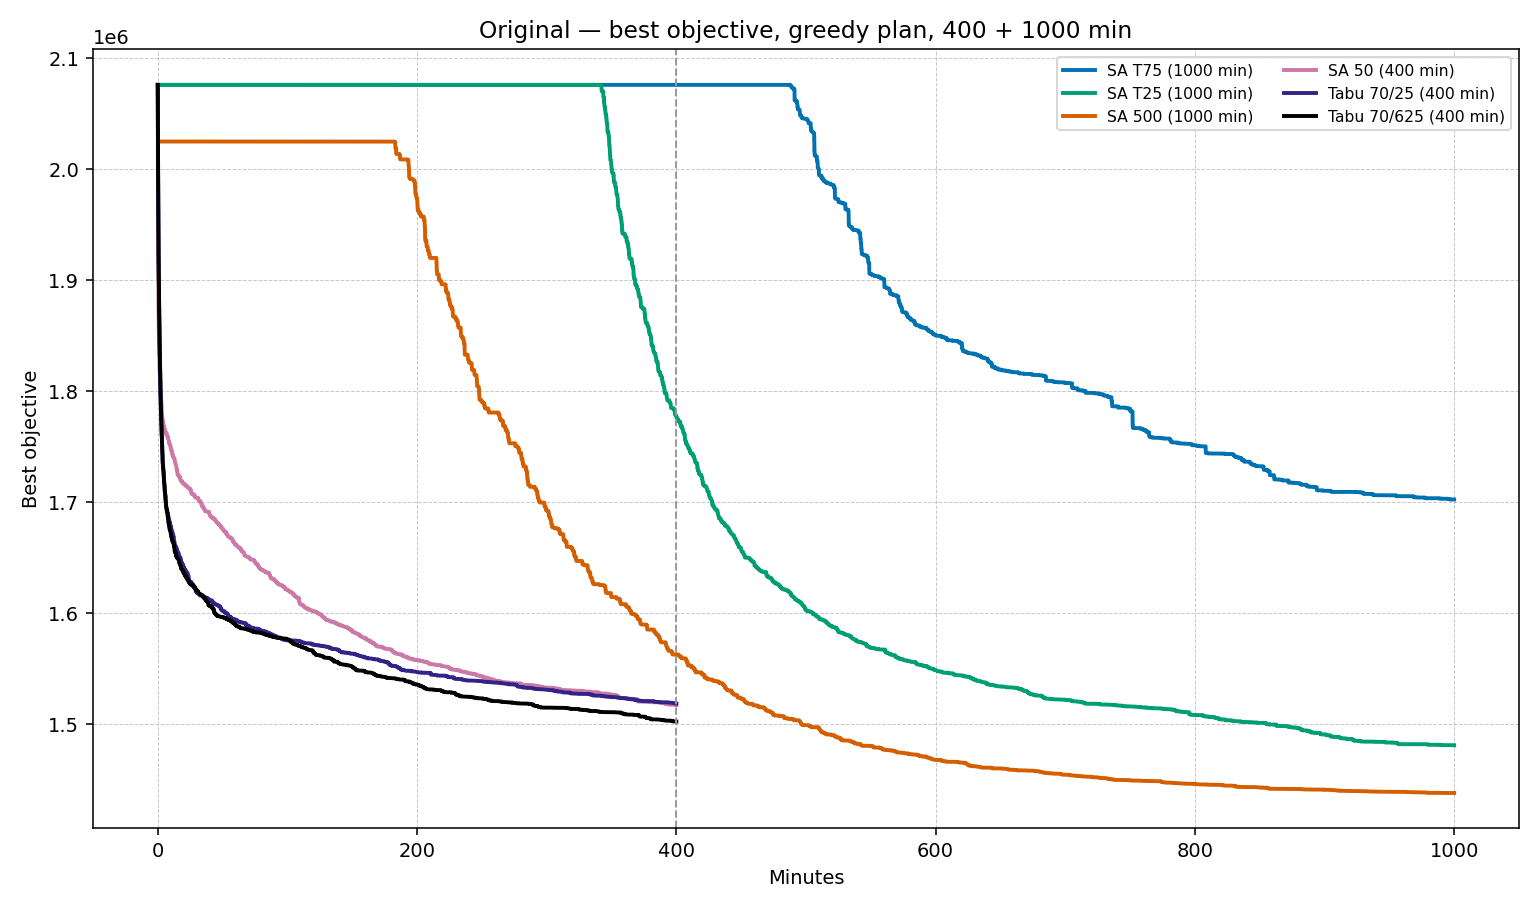 Original — best objective, greedy plan, 400 + 1000 min
1e6
2.1
2.0
1.9
1.8
1.7
1.6
1.5
Best objective
SA T75 (1000 min)
SA T25 (1000 min)
SA 500 (1000 min)
SA 50 (400 min)
Tabu 70/25 (400 min)
Tabu 70/625 (400 min)
0 200 400 600 800 1000
Minutes